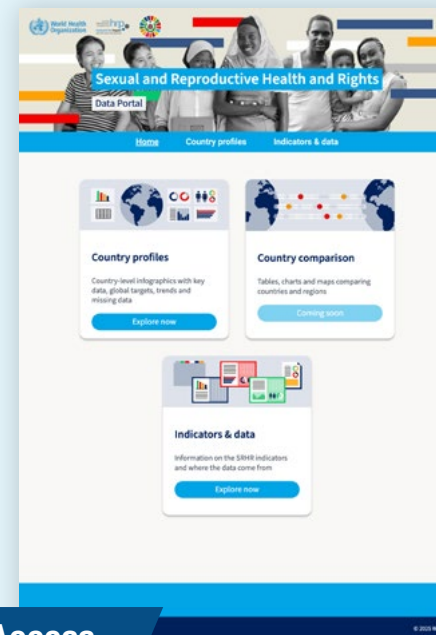 World Health
Organization
hrp
Sexual and Reproductive Health and Rights
Data Portal
Home
Country profiles
Indicators & data
Country profiles
Country-level infographics with key
data, global targets, trends and
missing data
Explore now
Country comparison
Tables, charts and maps comparing
countries and regions
Coming soon
Indicators & data
Information on the SRHR indicators
and where the data come from
Explore now